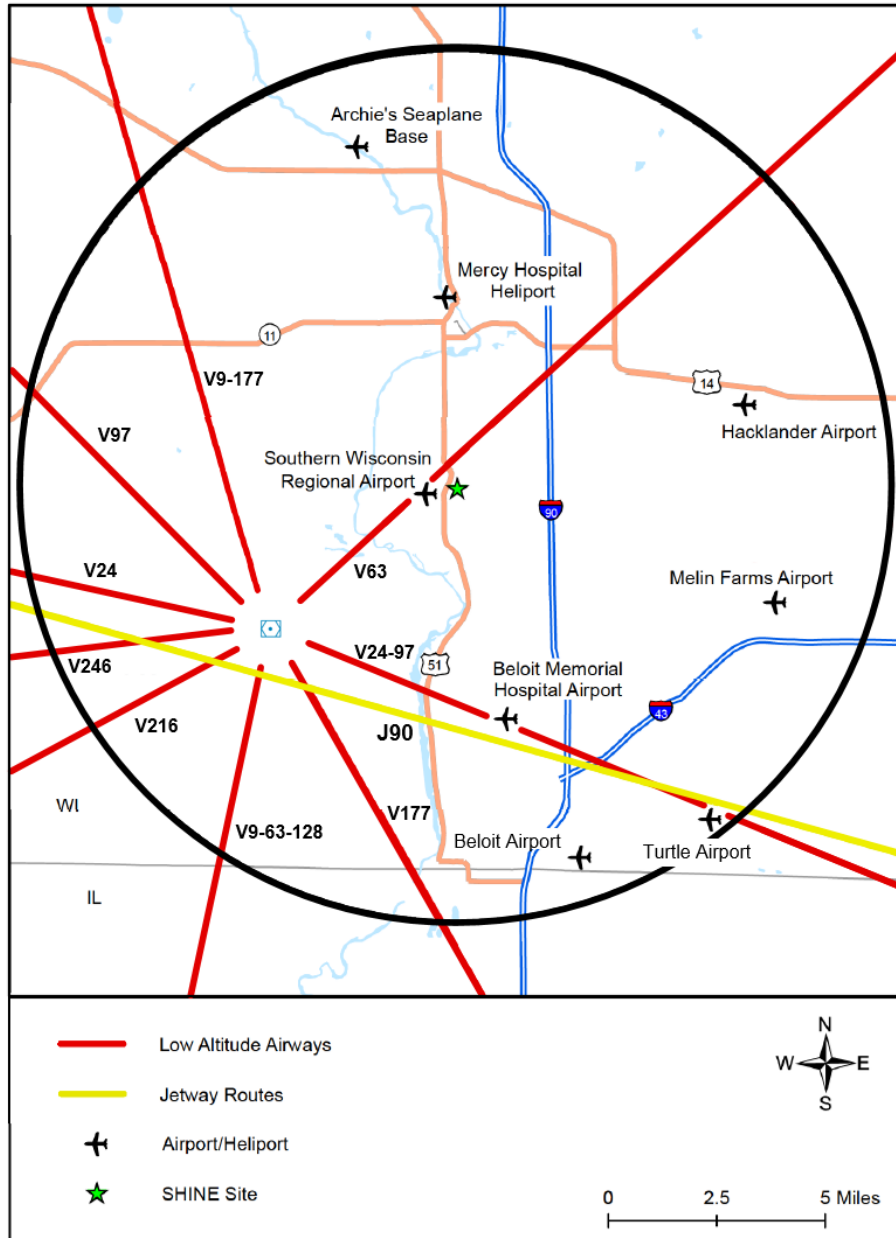 Archie's Seaplane
Base
Mercy Hospital
Heliport
11
V9-177
14
V97
Hacklander Airport
Southern Wisconsin
Regional Airport
90
V63
V24
Melin Farms Airport
V24-97
51
V246
Beloit Memorial
Hospital Airport
43
V216
J90
WI
V9-63-128
V177
Beloit Airport
Turtle Airport
IL
Low Altitude Airways
Jetway Routes
Airport/Heliport
SHINE Site
N
W
E
S
0
2.5
5 Miles